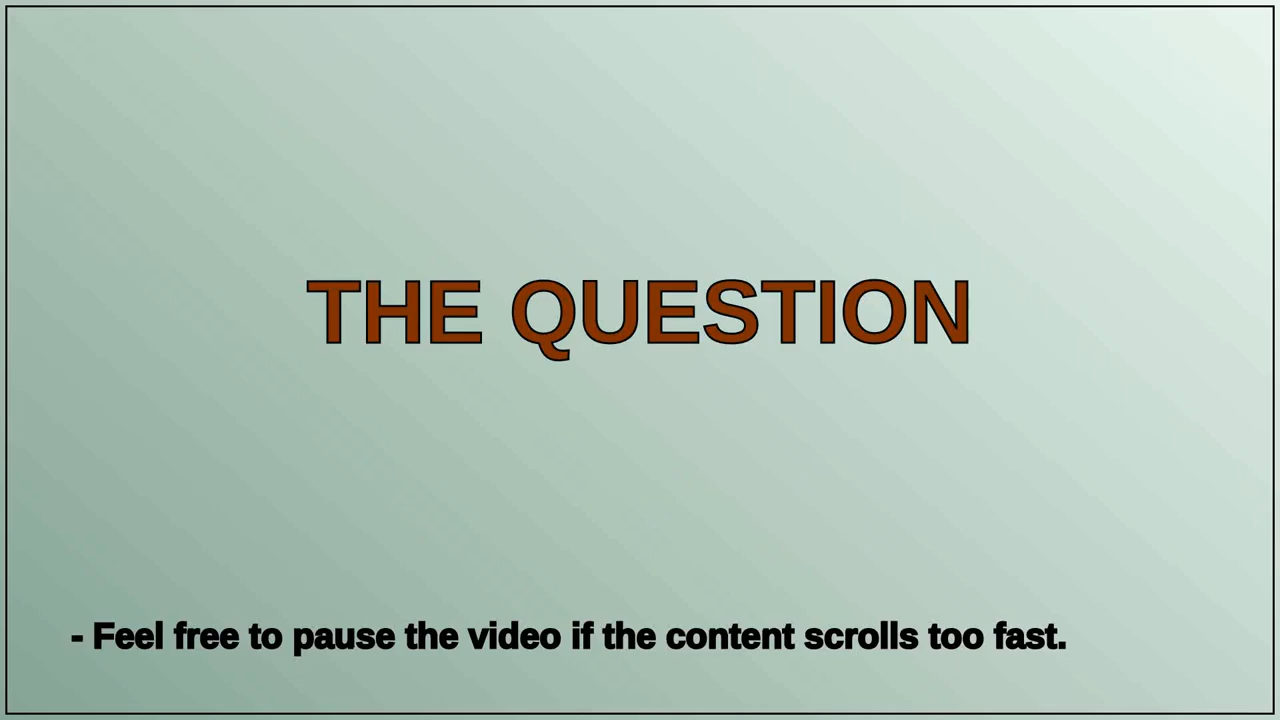 THE QUESTION
- Feel free to pause the video if the content scrolls too fast.